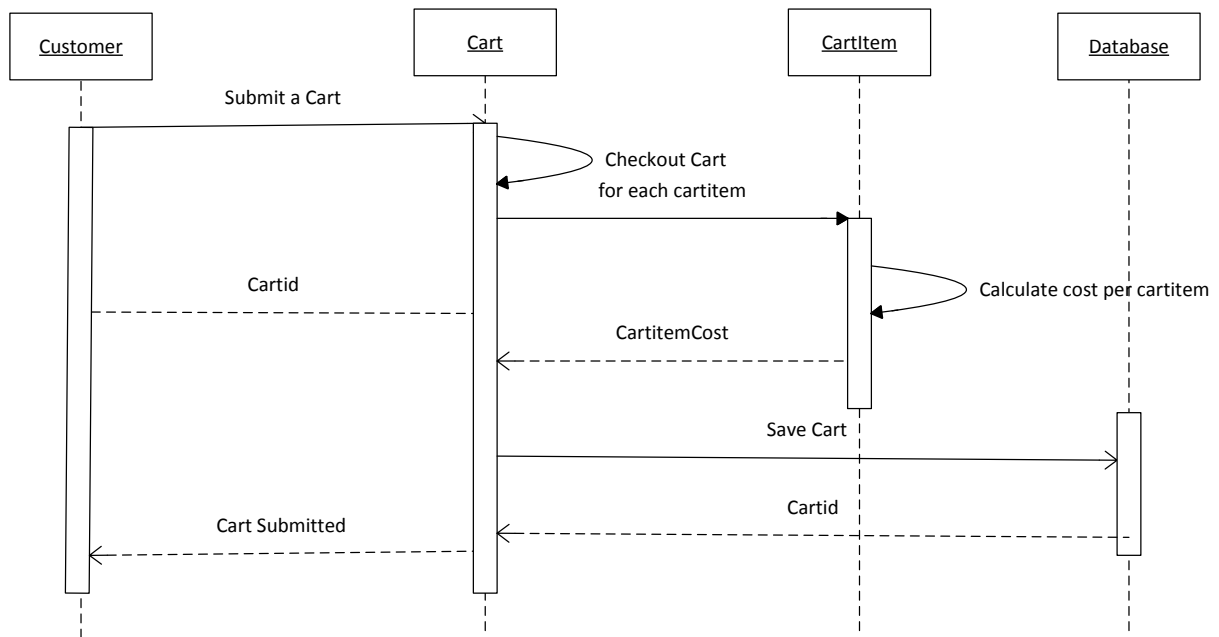 Customer
Cart
CartItem
Database
Submit a Cart
Checkout Cart
for each cartitem
Cartid
Calculate cost per cartitem
CartitemCost
Save Cart
Cartid
Cart Submitted